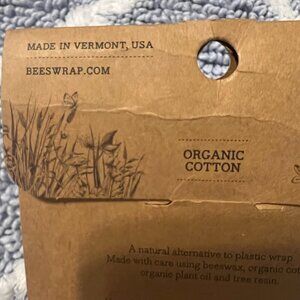 MADE IN VERMONT, USA
BEESWRAP.COM
ORGANIC
COTTON
A natural alternative to plastic wrap
Made with care using beeswax, organic co
organic plant oil and tree resin.